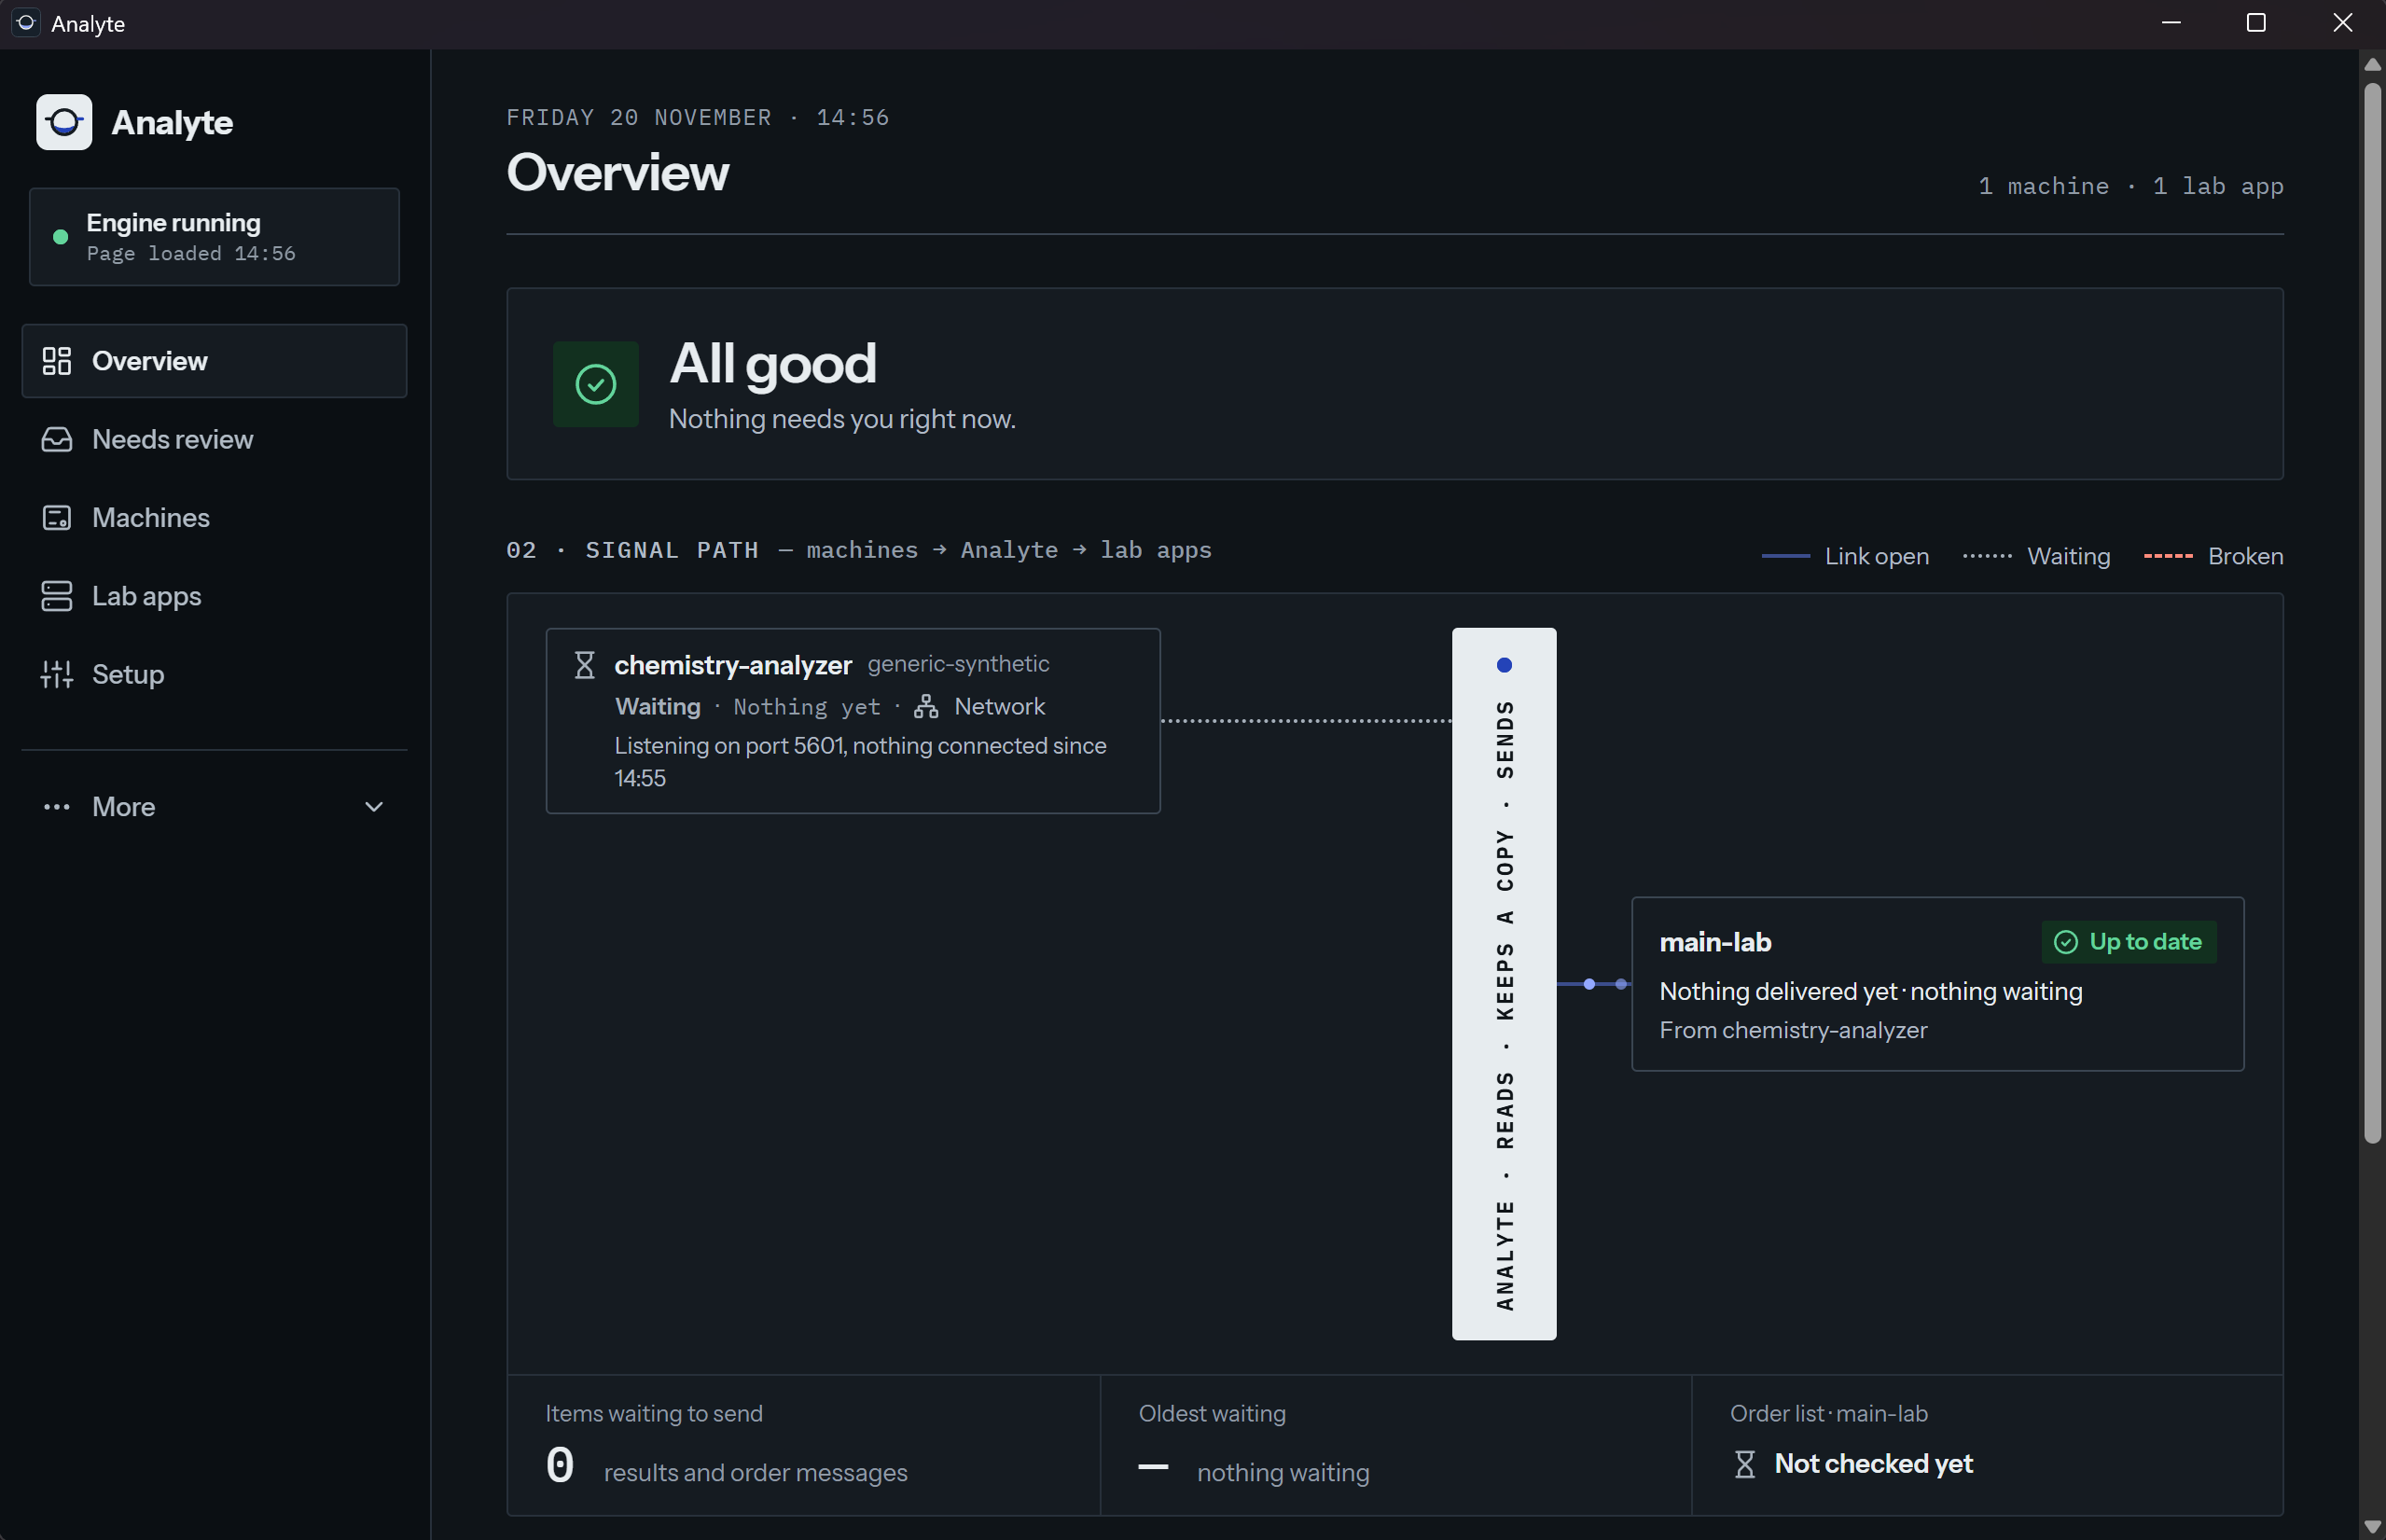 Analyte
Analyte
Engine running
Page loaded 14:56
Overview
Needs review
Machines
Lab apps
Setup
More
FRIDAY 20 NOVEMBER · 14:56
Overview
1 machine · 1 lab app
All good
Nothing needs you right now.
02 · SIGNAL PATH — machines → Analyte → lab apps
Link open
Waiting
Broken
chemistry-analyzer generic-synthetic
Waiting · Nothing yet · Network
Listening on port 5601, nothing connected since
14:55
ANALYTE · READS · KEEPS A COPY · SENDS
main-lab
Up to date
Nothing delivered yet · nothing waiting
From chemistry-analyzer
Items waiting to send
0 results and order messages
Oldest waiting
— nothing waiting
Order list · main-lab
Not checked yet